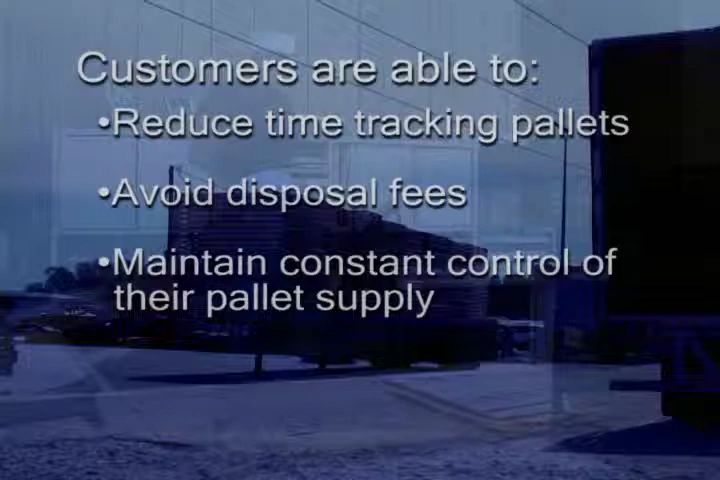 Customers are able to:
•Reduce time tracking pallets
•Avoid disposal fees
•Maintain constant control of
their pallet supply